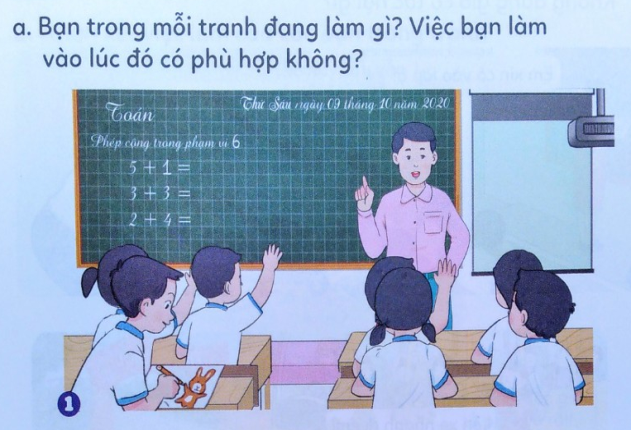 a. Bạn trong mỗi tranh đang làm gì? Việc bạn làm
vào lúc đó có phù hợp không?
Thứ Sáu ngày 09 tháng 10 năm 2020
Toán
Phép cộng trong phạm vi 6
5 + 1 =
3 + 3 =
2 + 4 =
1